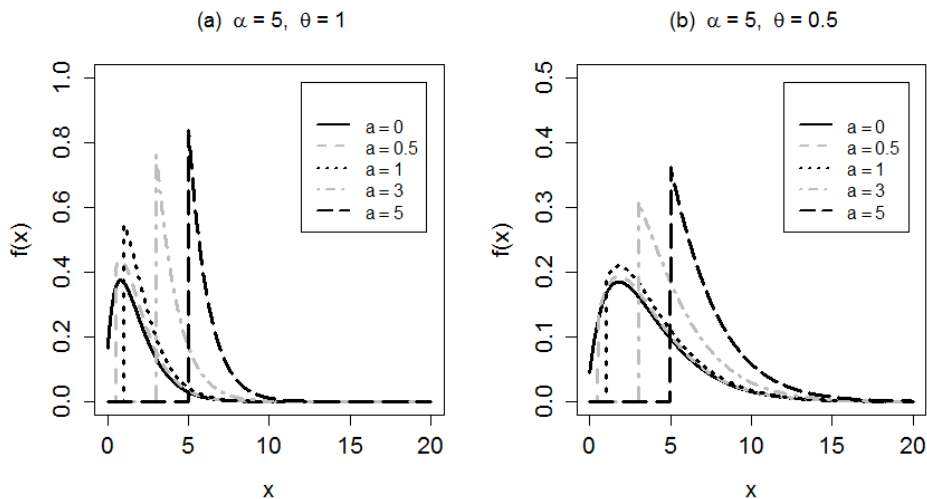 (a) α = 5, θ = 1
f(x)
1.0
0.8
0.6
0.4
0.2
0.0
a = 0
a = 0.5
a = 1
a = 3
a = 5
0 5 10 15 20
x
(b) α = 5, θ = 0.5
f(x)
0.5
0.4
0.3
0.2
0.1
0.0
a = 0
a = 0.5
a = 1
a = 3
a = 5
0 5 10 15 20
x